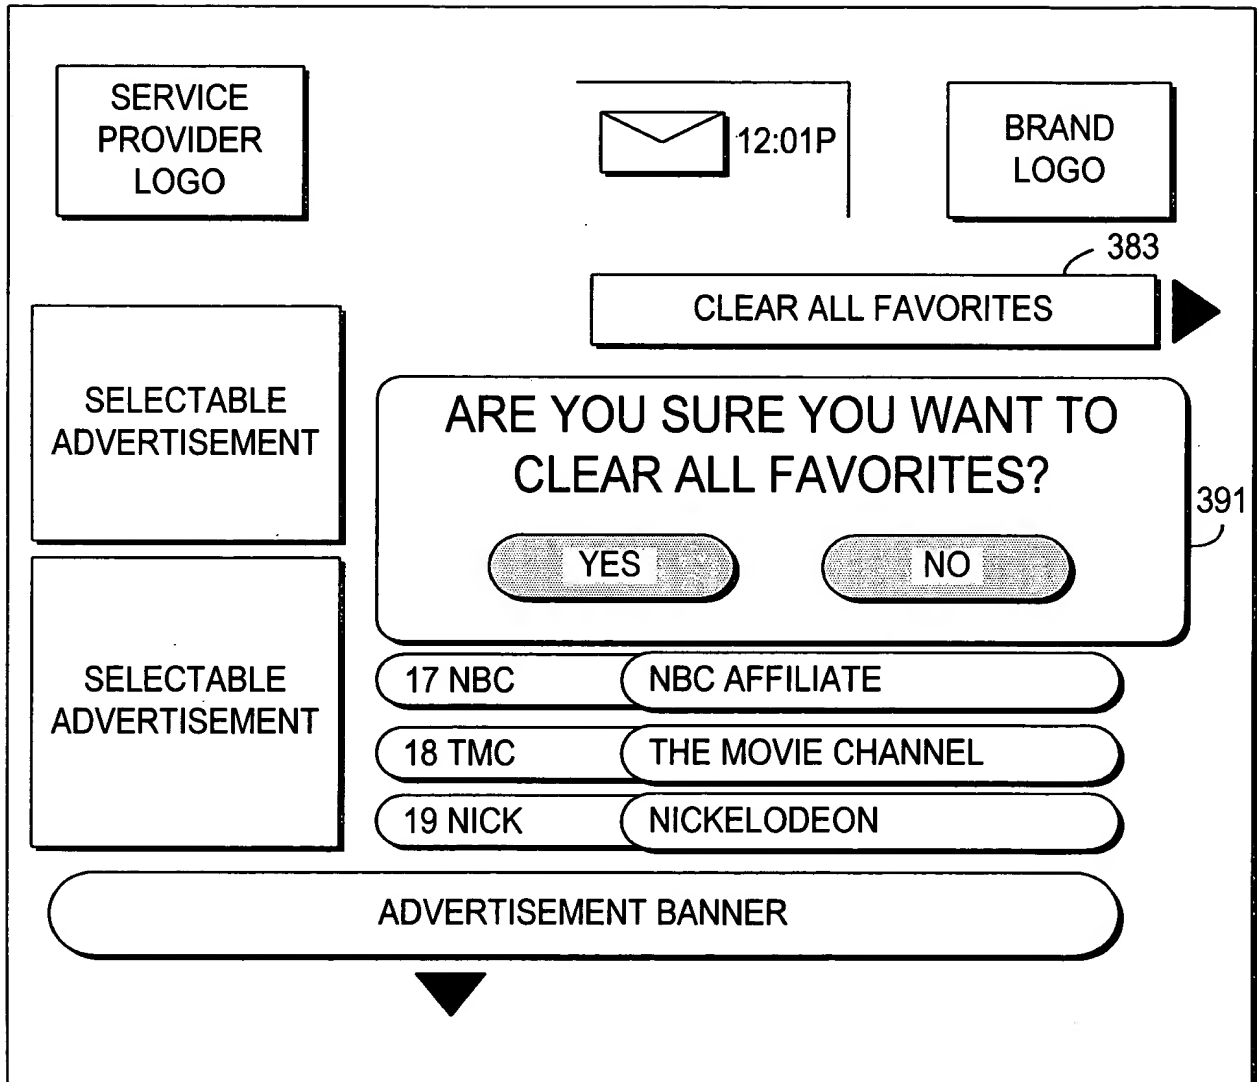 SERVICE
PROVIDER
LOGO
12:01P
BRAND
LOGO
383
CLEAR ALL FAVORITES
SELECTABLE
ADVERTISEMENT
ARE YOU SURE YOU WANT TO
CLEAR ALL FAVORITES?
391
YES NO
SELECTABLE
ADVERTISEMENT
17 NBC NBC AFFILIATE
18 TMC THE MOVIE CHANNEL
19 NICK NICKELODEON
ADVERTISEMENT BANNER